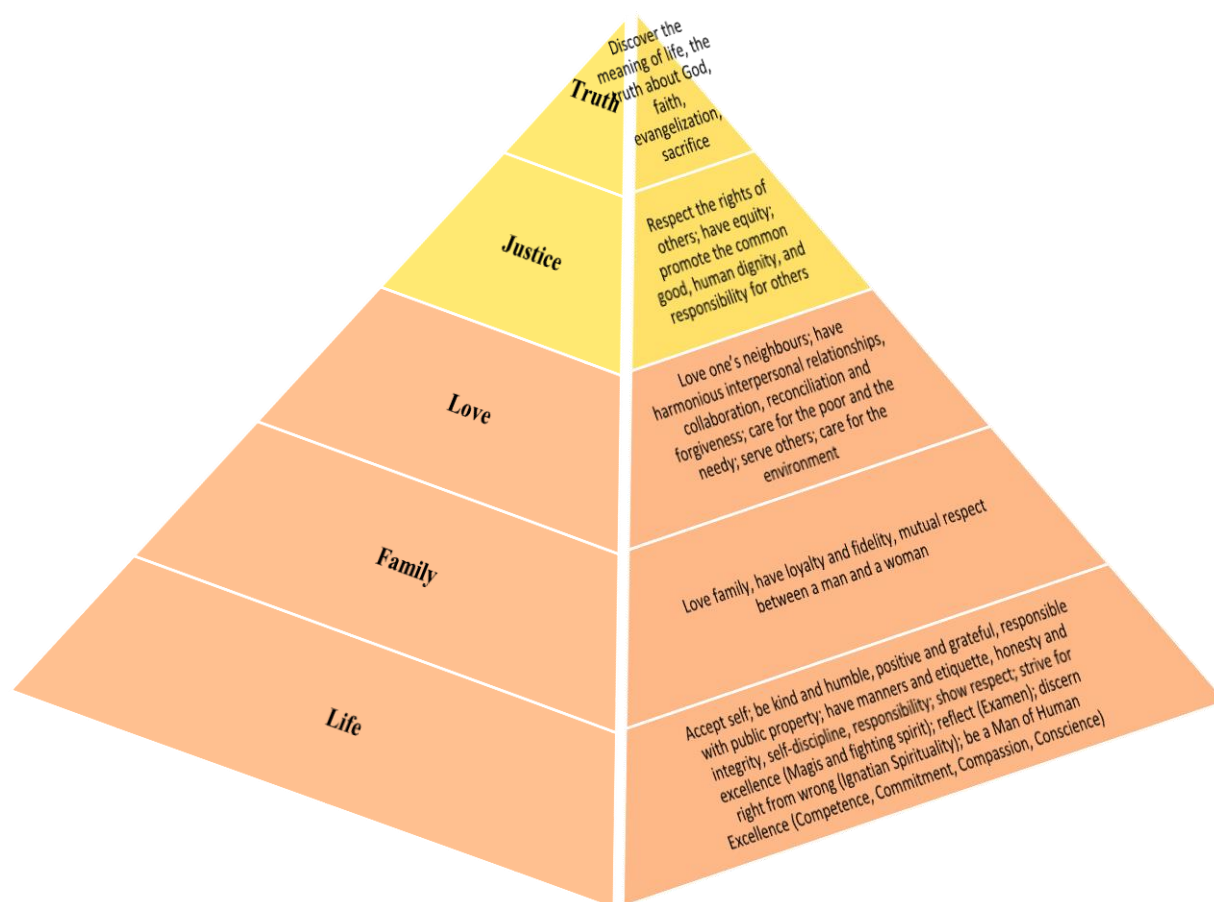 Truth
Discover the
meaning of life, the
truth about God,
faith,
evangelization,
sacrifice
Justice
Respect the rights of
others; have equity;
promote the common
good, human dignity, and
responsibility for others
Love
Love one's neighbours; have
harmonious interpersonal relationships,
collaboration, reconciliation and
forgiveness; care for the poor and the
needy; serve others; care for the
environment
Family
Love family, have loyalty and fidelity, mutual respect
between a man and a woman
Life
Accept self; be kind and humble, positive and grateful, responsible
with public property; have manners and etiquette, honesty and
integrity, self-discipline, responsibility; show respect; strive for
excellence (Magis and fighting spirit); reflect (Examen); discern
right from wrong (Ignatian Spirituality); be a Man of Human
Excellence (Competence, Commitment, Compassion, Conscience)